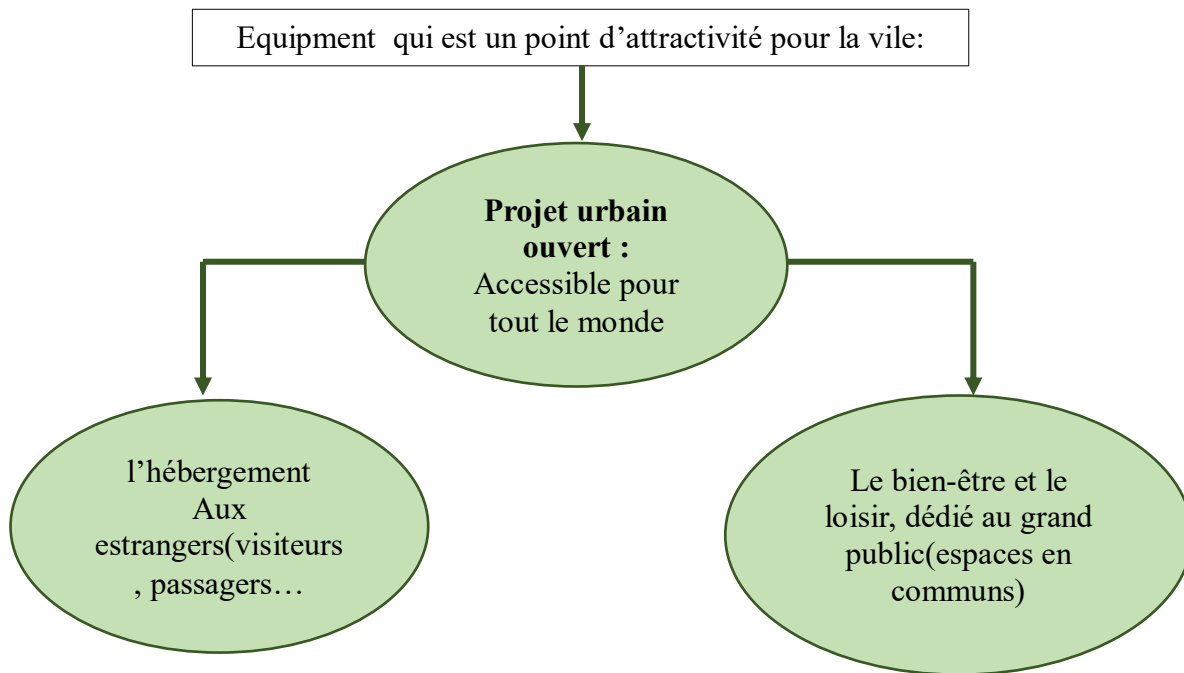 Equipment qui est un point d’attractivité pour la vile:
Projet urbain
ouvert :
Accessible pour
tout le monde
l’hébergement
Aux
estrangers(visiteurs
, passagers…
Le bien-être et le
loisir, dédié au grand
public(espaces en
communs)